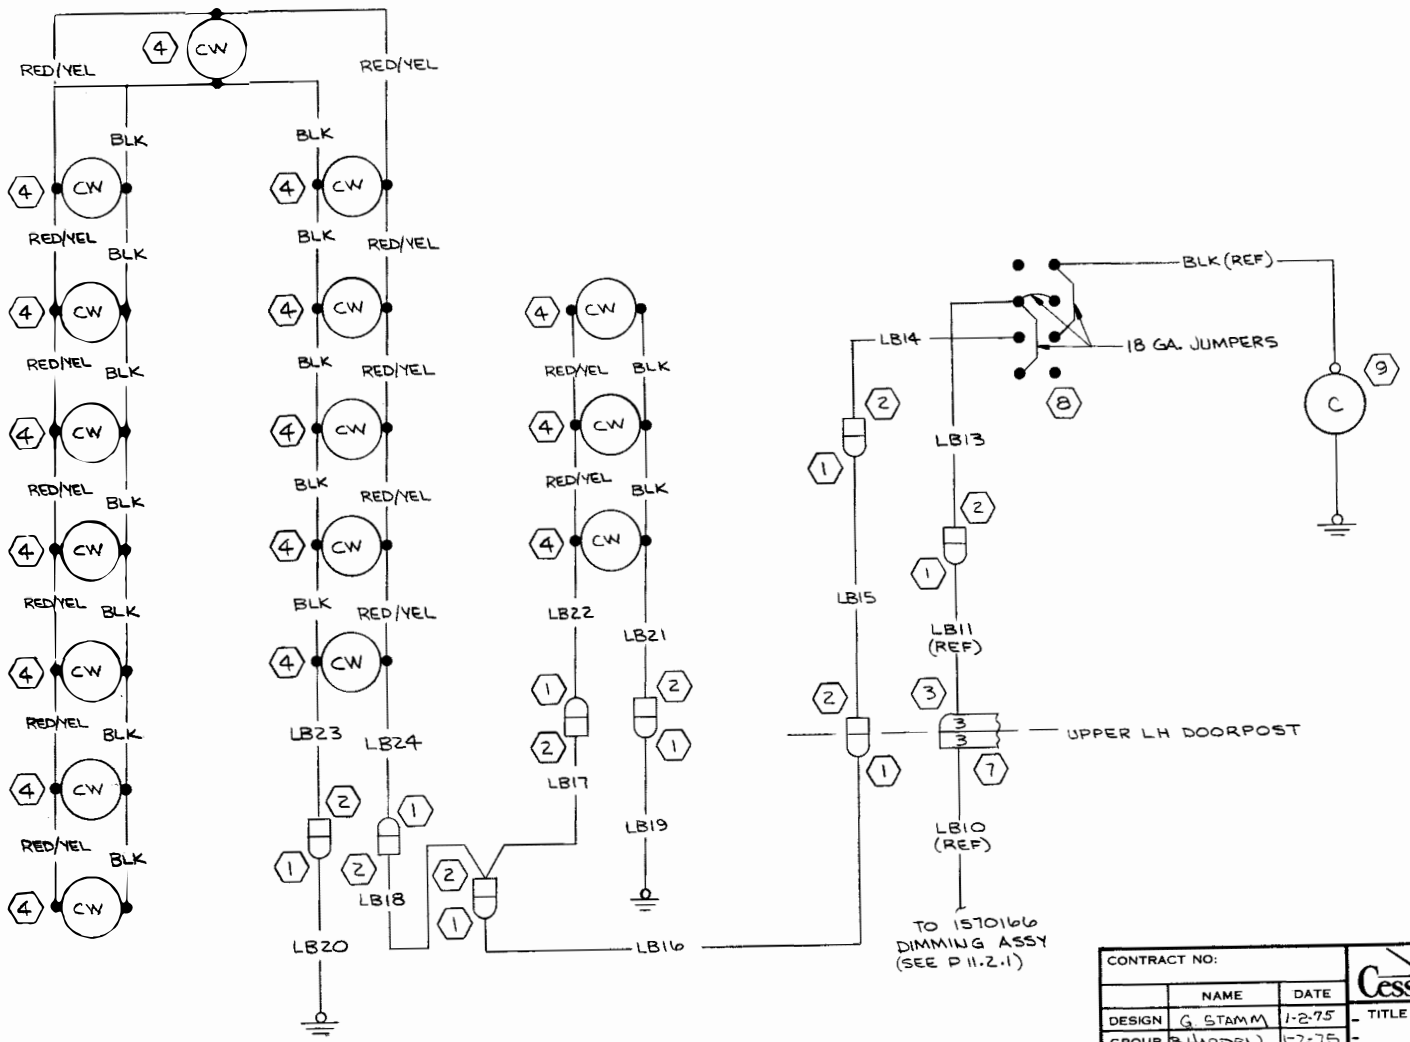 CW
4
RED/YEL
RED/YEL
BLK
BLK
4
CW
4
CW
RED/YEL
BLK
BLK
RED/YEL
BLK (REF)
4
CW
4
CW
4
CW
LB14
18 GA. JUMPERS
9
RED/YEL
BLK
BLK
RED/YEL
RED/YEL
BLK
2
8
C
4
CW
4
CW
4
CW
LB13
1
RED/YEL
BLK
BLK
RED/YEL
RED/YEL
BLK
2
4
CW
4
CW
4
CW
1
RED/YEL
BLK
BLK
RED/YEL
LB22
LB21
LB15
LB11
(REF)
4
CW
4
CW
1
2
2
3
3
3
RED/YEL
BLK
LB23
LB24
2
1
UPPER LH DOORPOST
1
7
4
CW
2
1
LB17
RED/YEL
BLK
1
2
LB19
LB10
(REF)
4
CW
LB18
2
1
LB20
LB16
TO 1570166
DIMMING ASSY
(SEE P 11.2.1)
CONTRACT NO:
Cess
NAME
DATE
TITLE
DESIGN
G. STAMM
1-2-75
GROUP